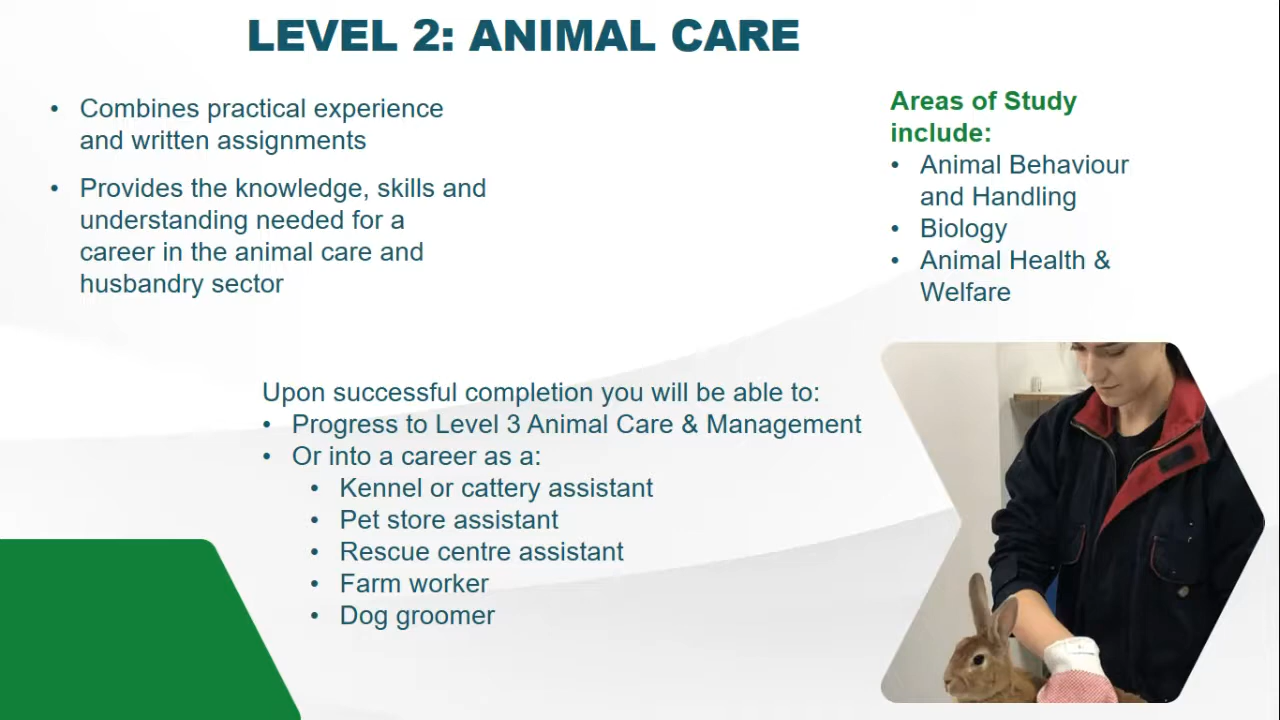 LEVEL 2: ANIMAL CARE
• Combines practical experience
and written assignments
• Provides the knowledge, skills and
understanding needed for a
career in the animal care and
husbandry sector
Areas of Study
include:
• Animal Behaviour
and Handling
• Biology
• Animal Health &
Welfare
Upon successful completion you will be able to:
• Progress to Level 3 Animal Care & Management
• Or into a career as a:
• Kennel or cattery assistant
• Pet store assistant
• Rescue centre assistant
• Farm worker
• Dog groomer